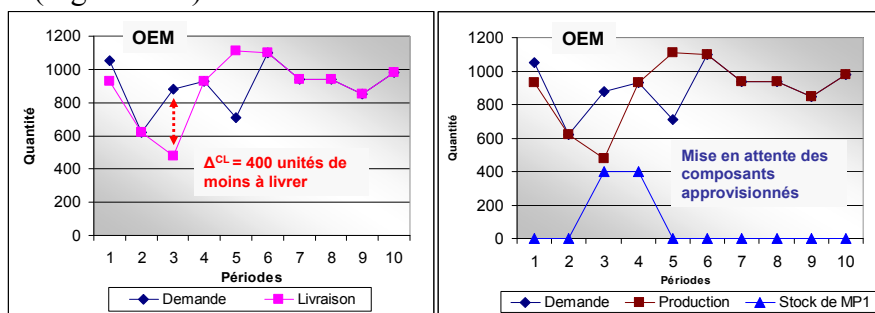 OEM
1200
1000
800
600
400
200
0
Quantité
Δ^CL = 400 unités de
moins à livrer
1 2 3 4 5 6 7 8 9 10
Périodes
Demande Livraison
OEM
1200
1000
800
600
400
200
0
Quantité
Mise en attente des
composants
approvisionnés
1 2 3 4 5 6 7 8 9 10
Périodes
Demande Production Stock de MP1